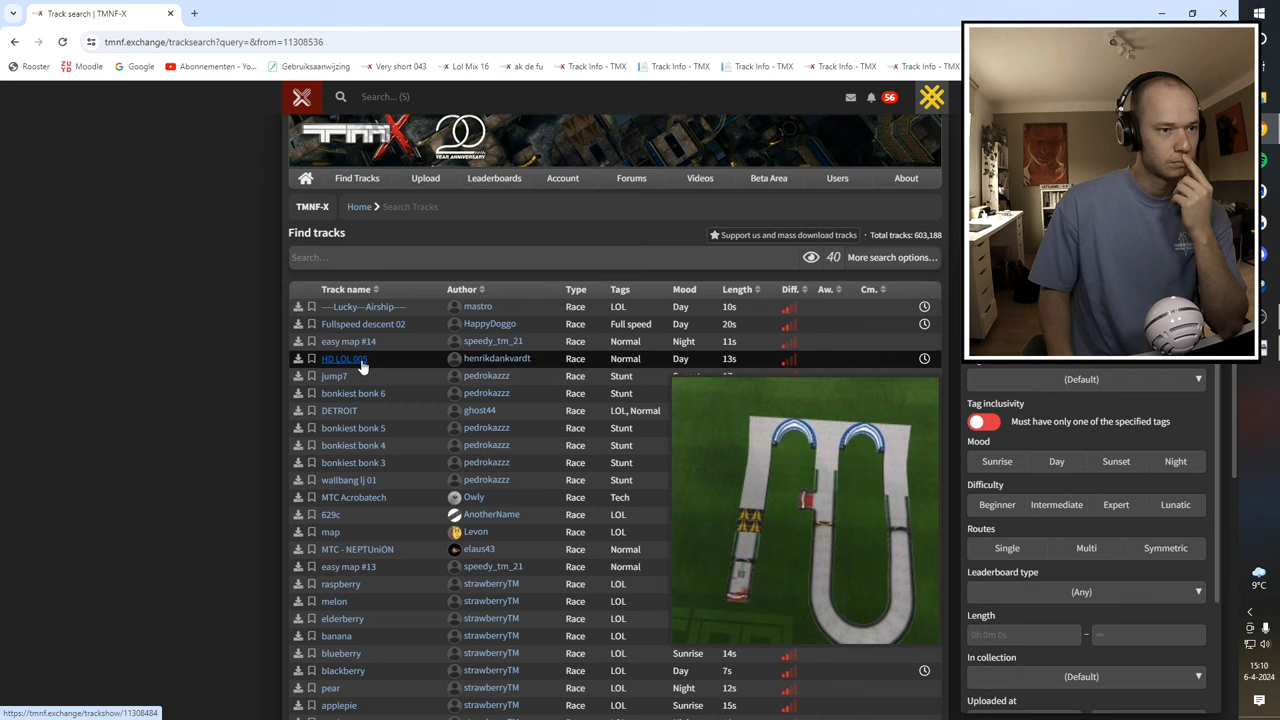 Track search | TMNF-X
tmnf.exchange/tracksearch?query=&from=11308536
Rooster
Moodle
Google
Abonnementen - Yo...
Gebruiksaanwijzing
Very short 043
Lol Mix 16
ak de fu
Track Info - TMX
Track Info - TMX
Track Info - TMX
Track Info - TMX
Track Info - TMX
Search... (S)
56
TMNX 20
YEAR ANNIVERSARY
Find Tracks
Upload
Leaderboards
Account
Forums
Videos
Beta Area
Users
About
TMNF-X
Home
Search Tracks
Find tracks
Support us and mass download tracks
· Total tracks: 603,188
Search...
40
More search options...
Track name
Author
Type
Tags
Mood
Length
Diff.
Aw.
Cm.
----Lucky---Airship---- mastro Race LOL Day 10s
Fullspeed descent 02 HappyDoggo Race Full speed Day 20s
easy map #14 speedy_tm_21 Race Normal Night 11s
HD LOL 005 henrikdankvardt Race Normal Day 13s
jump7 pedrokazzz Race Stunt
bonkiest bonk 6 pedrokazzz Race Stunt
DETROIT ghost44 Race LOL, Normal
bonkiest bonk 5 pedrokazzz Race Stunt
bonkiest bonk 4 pedrokazzz Race Stunt
bonkiest bonk 3 pedrokazzz Race Stunt
wallbang lj 01 pedrokazzz Race Stunt
MTC Acrobatech Owly Race Tech
629c AnotherName Race LOL
map Levon Race LOL
MTC - NEPTUniON elaus43 Race Normal
easy map #13 speedy_tm_21 Race Normal
raspberry strawberryTM Race LOL
melon strawberryTM Race LOL
elderberry strawberryTM Race LOL
banana strawberryTM Race LOL
blueberry strawberryTM Race LOL Sunrise 14s
blackberry strawberryTM Race LOL Day 7s
pear strawberryTM Race LOL Night 12s
applepie strawberryTM Race LOL Sunrise 15s
(Default)
Tag inclusivity
Must have only one of the specified tags
Mood
Sunrise
Day
Sunset
Night
Difficulty
Beginner
Intermediate
Expert
Lunatic
Routes
Single
Multi
Symmetric
Leaderboard type
(Any)
Length
0h 0m 0s
–
∞
In collection
(Default)
Uploaded at
9°C
15:10
6-4-2024
https://tmnf.exchange/trackshow/11308484